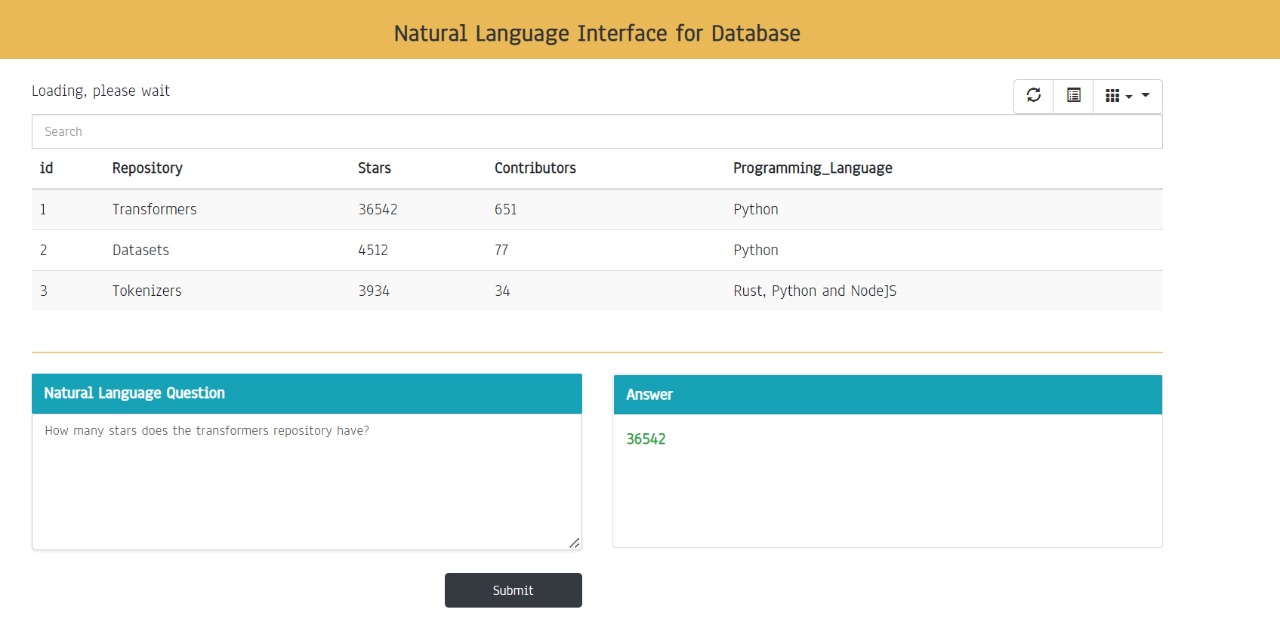 Natural Language Interface for Database
Loading, please wait
Search
id Repository Stars Contributors Programming_Language
1 Transformers 36542 651 Python
2 Datasets 4512 77 Python
3 Tokenizers 3934 34 Rust, Python and NodeJS
Natural Language Question
How many stars does the transformers repository have?
Answer
36542
Submit